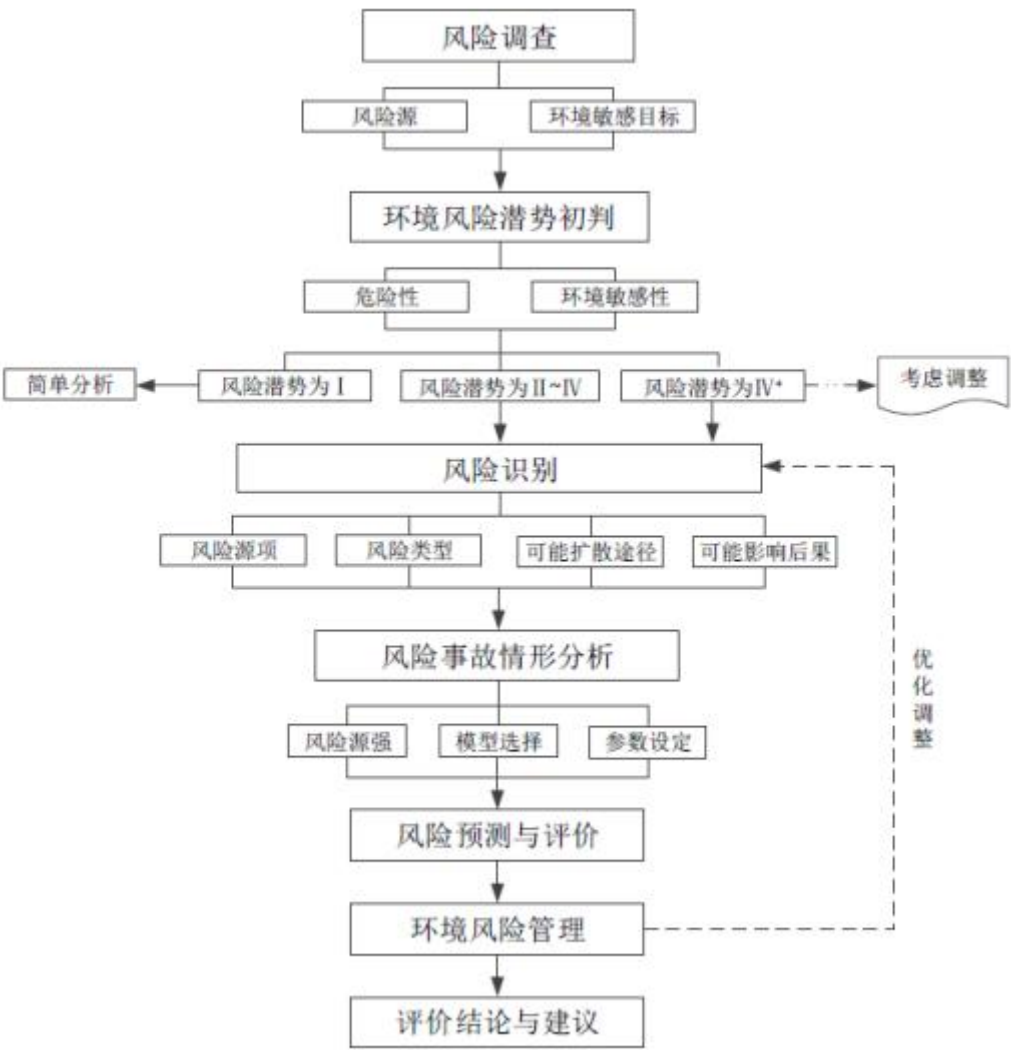 风险调查
风险源
环境敏感目标
环境风险潜势初判
危险性
环境敏感性
简单分析
风险潜势为Ⅰ
风险潜势为Ⅱ~Ⅳ
风险潜势为Ⅳ⁺
考虑调整
风险识别
风险源项
风险类型
可能扩散途径
可能影响后果
风险事故情形分析
优化调整
风险源强
模型选择
参数设定
风险预测与评价
环境风险管理
评价结论与建议